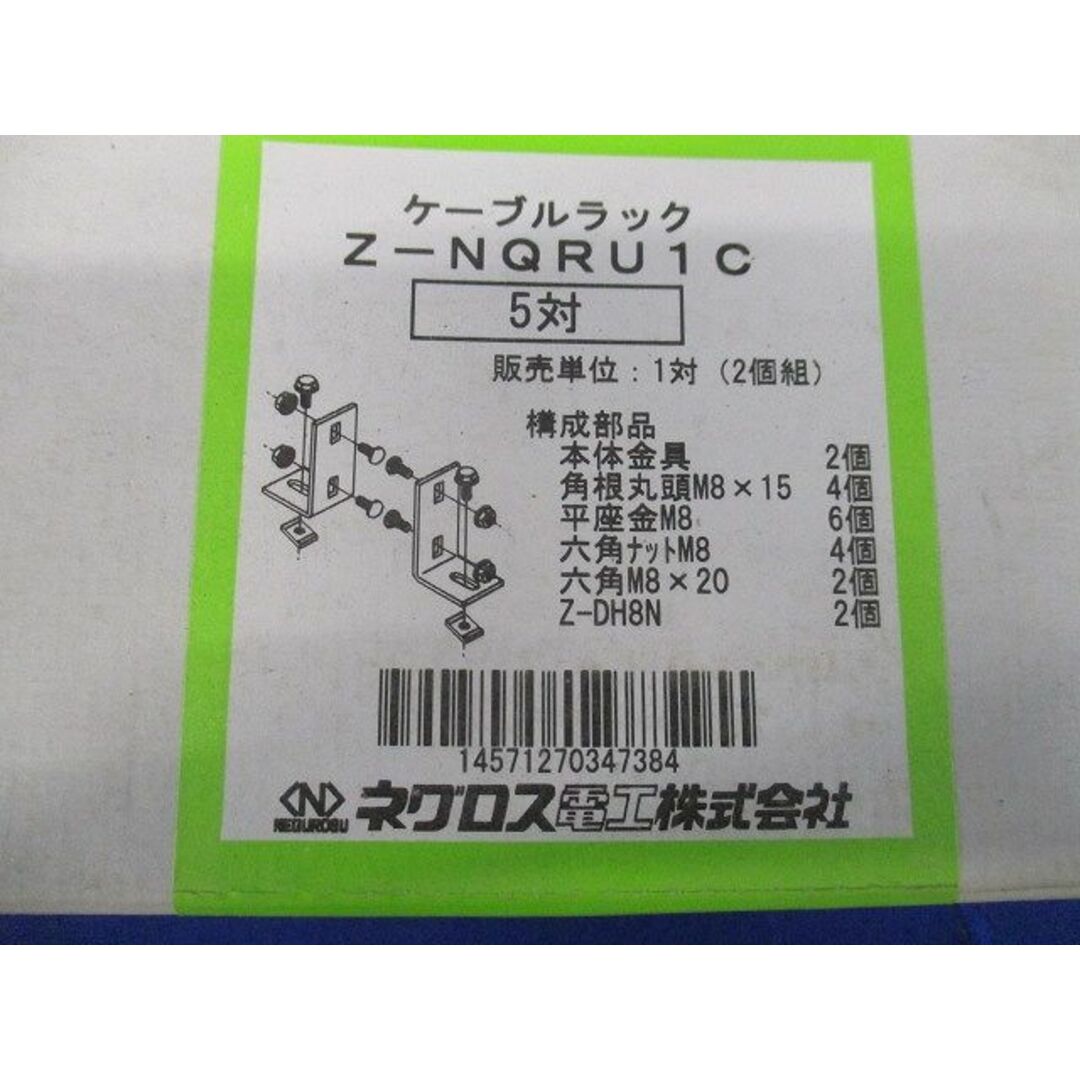 ケーブルラック
Z－NQRU1C
5対
販売単位：1対（2個組）
構成部品
本体金具 2個
角根丸頭M8×15 4個
平座金M8 6個
六角ﾅｯﾄM8 4個
六角M8×20 2個
Z-DH8N 2個
14571270347384
N
NEGUROSU
ネグロス電工株式会社